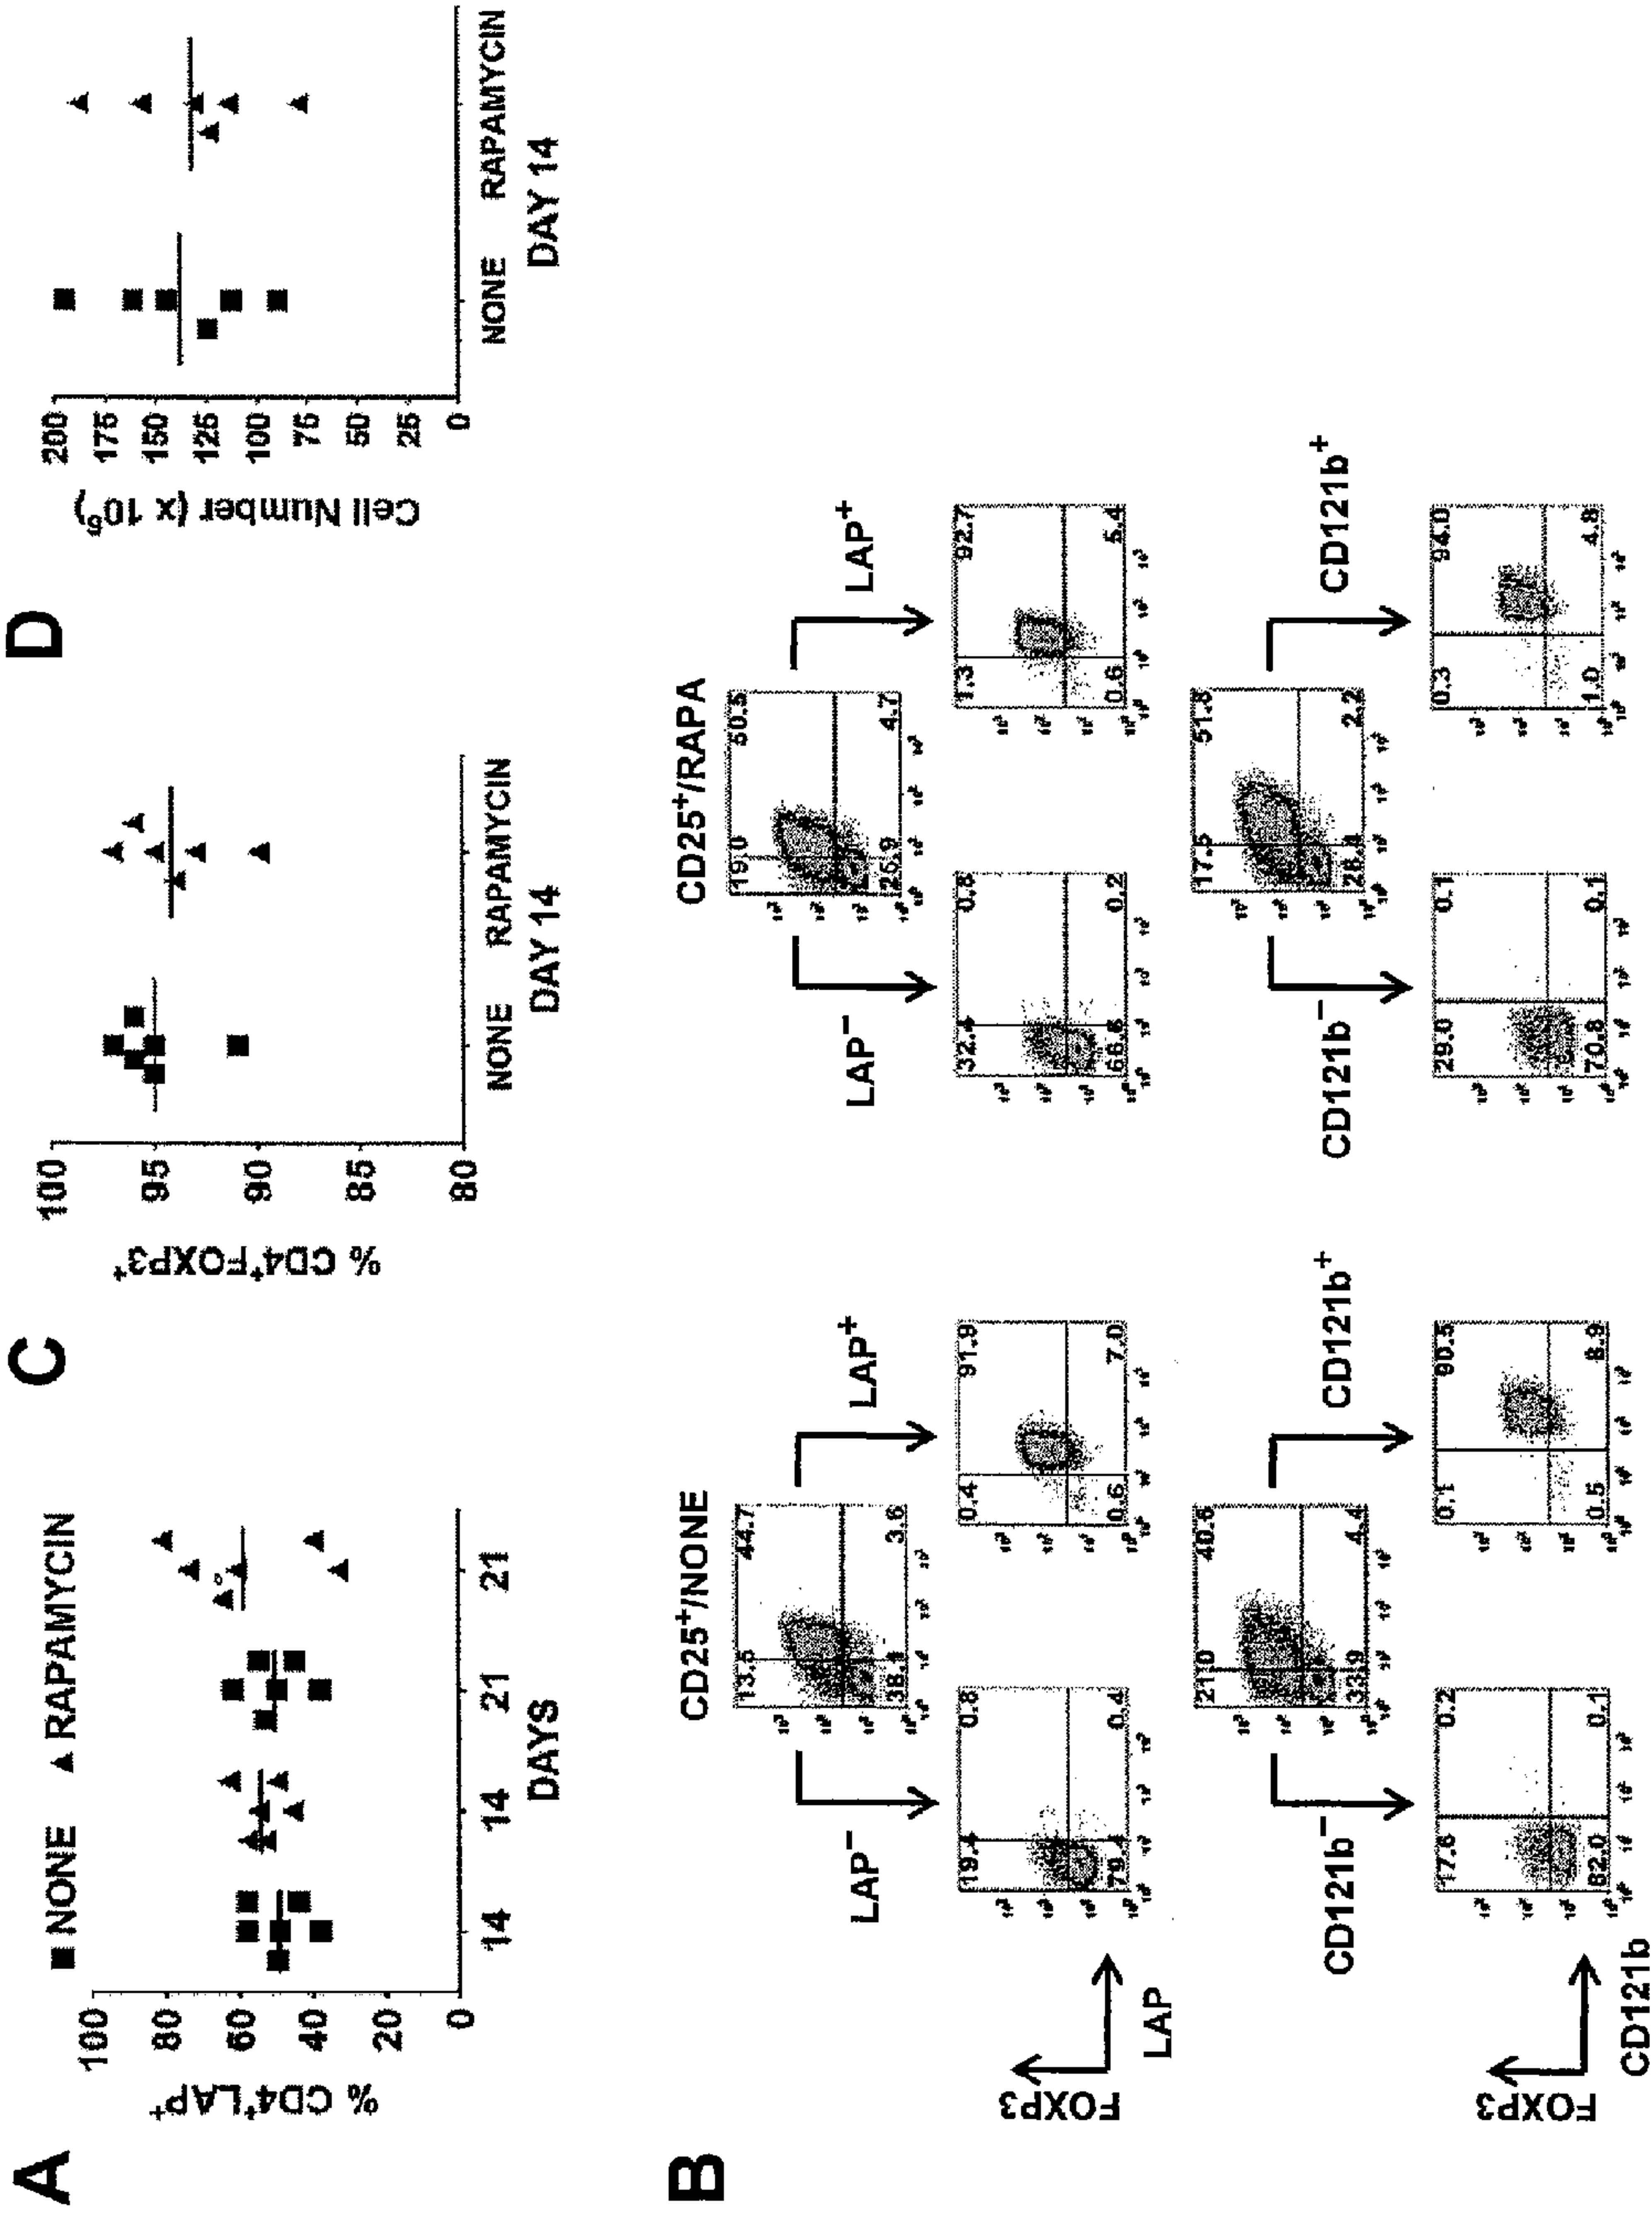 A
■ NONE ▲ RAPAMYCIN
% CD4⁺LAP⁺
100
80
60
40
20
0
14 14 21 21
DAYS
C
% CD4⁺FOXP3⁺
100
95
90
85
80
NONE RAPAMYCIN
DAY 14
D
Cell Number (x 10⁶)
200
175
150
125
100
75
50
25
0
NONE RAPAMYCIN
DAY 14
B
CD25⁺/NONE
13.5 44.7
3.6
LAP⁻ LAP⁺
19.4 0.8
79.4 0.4
0.4 91.9
0.6 7.0
FOXP3
LAP
21.0 40.6
33.9 4.4
CD121b⁻ CD121b⁺
17.6 0.2
82.0 0.1
0.1 90.5
0.5 8.9
FOXP3
CD121b
CD25⁺/RAPA
19.0 50.5
25.9 4.7
LAP⁻ LAP⁺
32.4 0.8
66.6 0.2
1.3 92.7
0.6 5.4
17.5 51.8
2.2
CD121b⁻ CD121b⁺
29.0 0.1
70.8 0.1
0.3 94.0
1.0 4.8